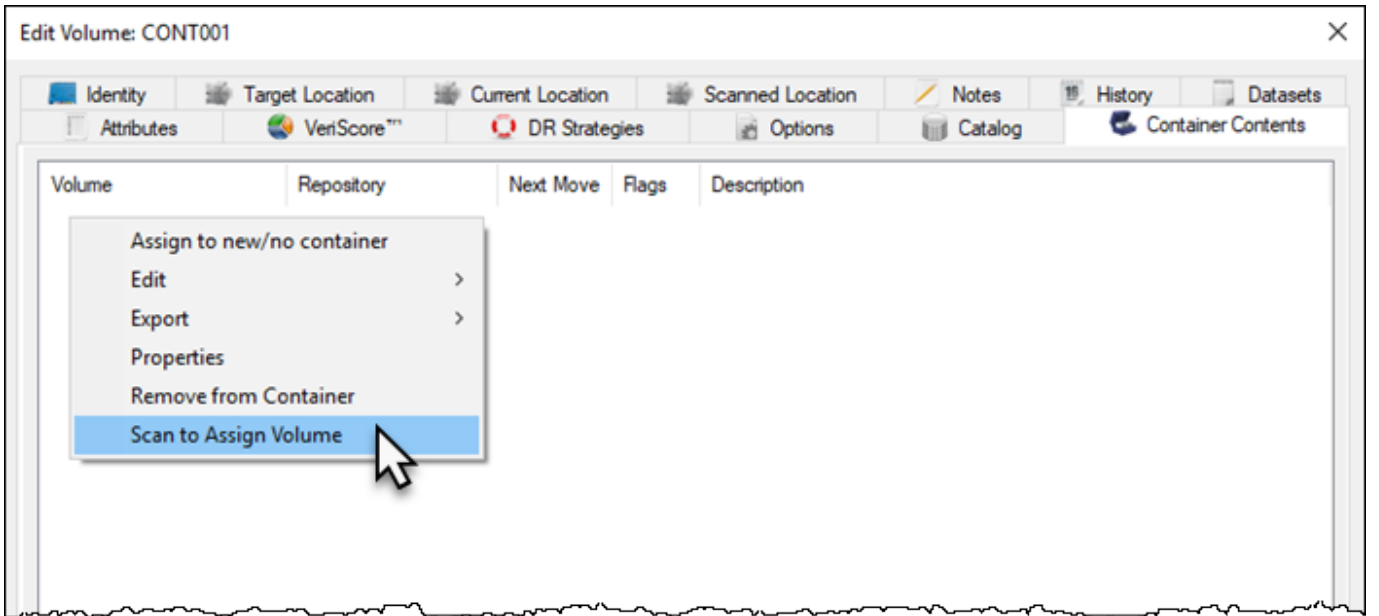 Edit Volume: CONT001
Identity Target Location Current Location Scanned Location Notes History Datasets
Attributes VeriScore™ DR Strategies Options Catalog Container Contents
Volume Repository Next Move Flags Description
Assign to new/no container
Edit
Export
Properties
Remove from Container
Scan to Assign Volume